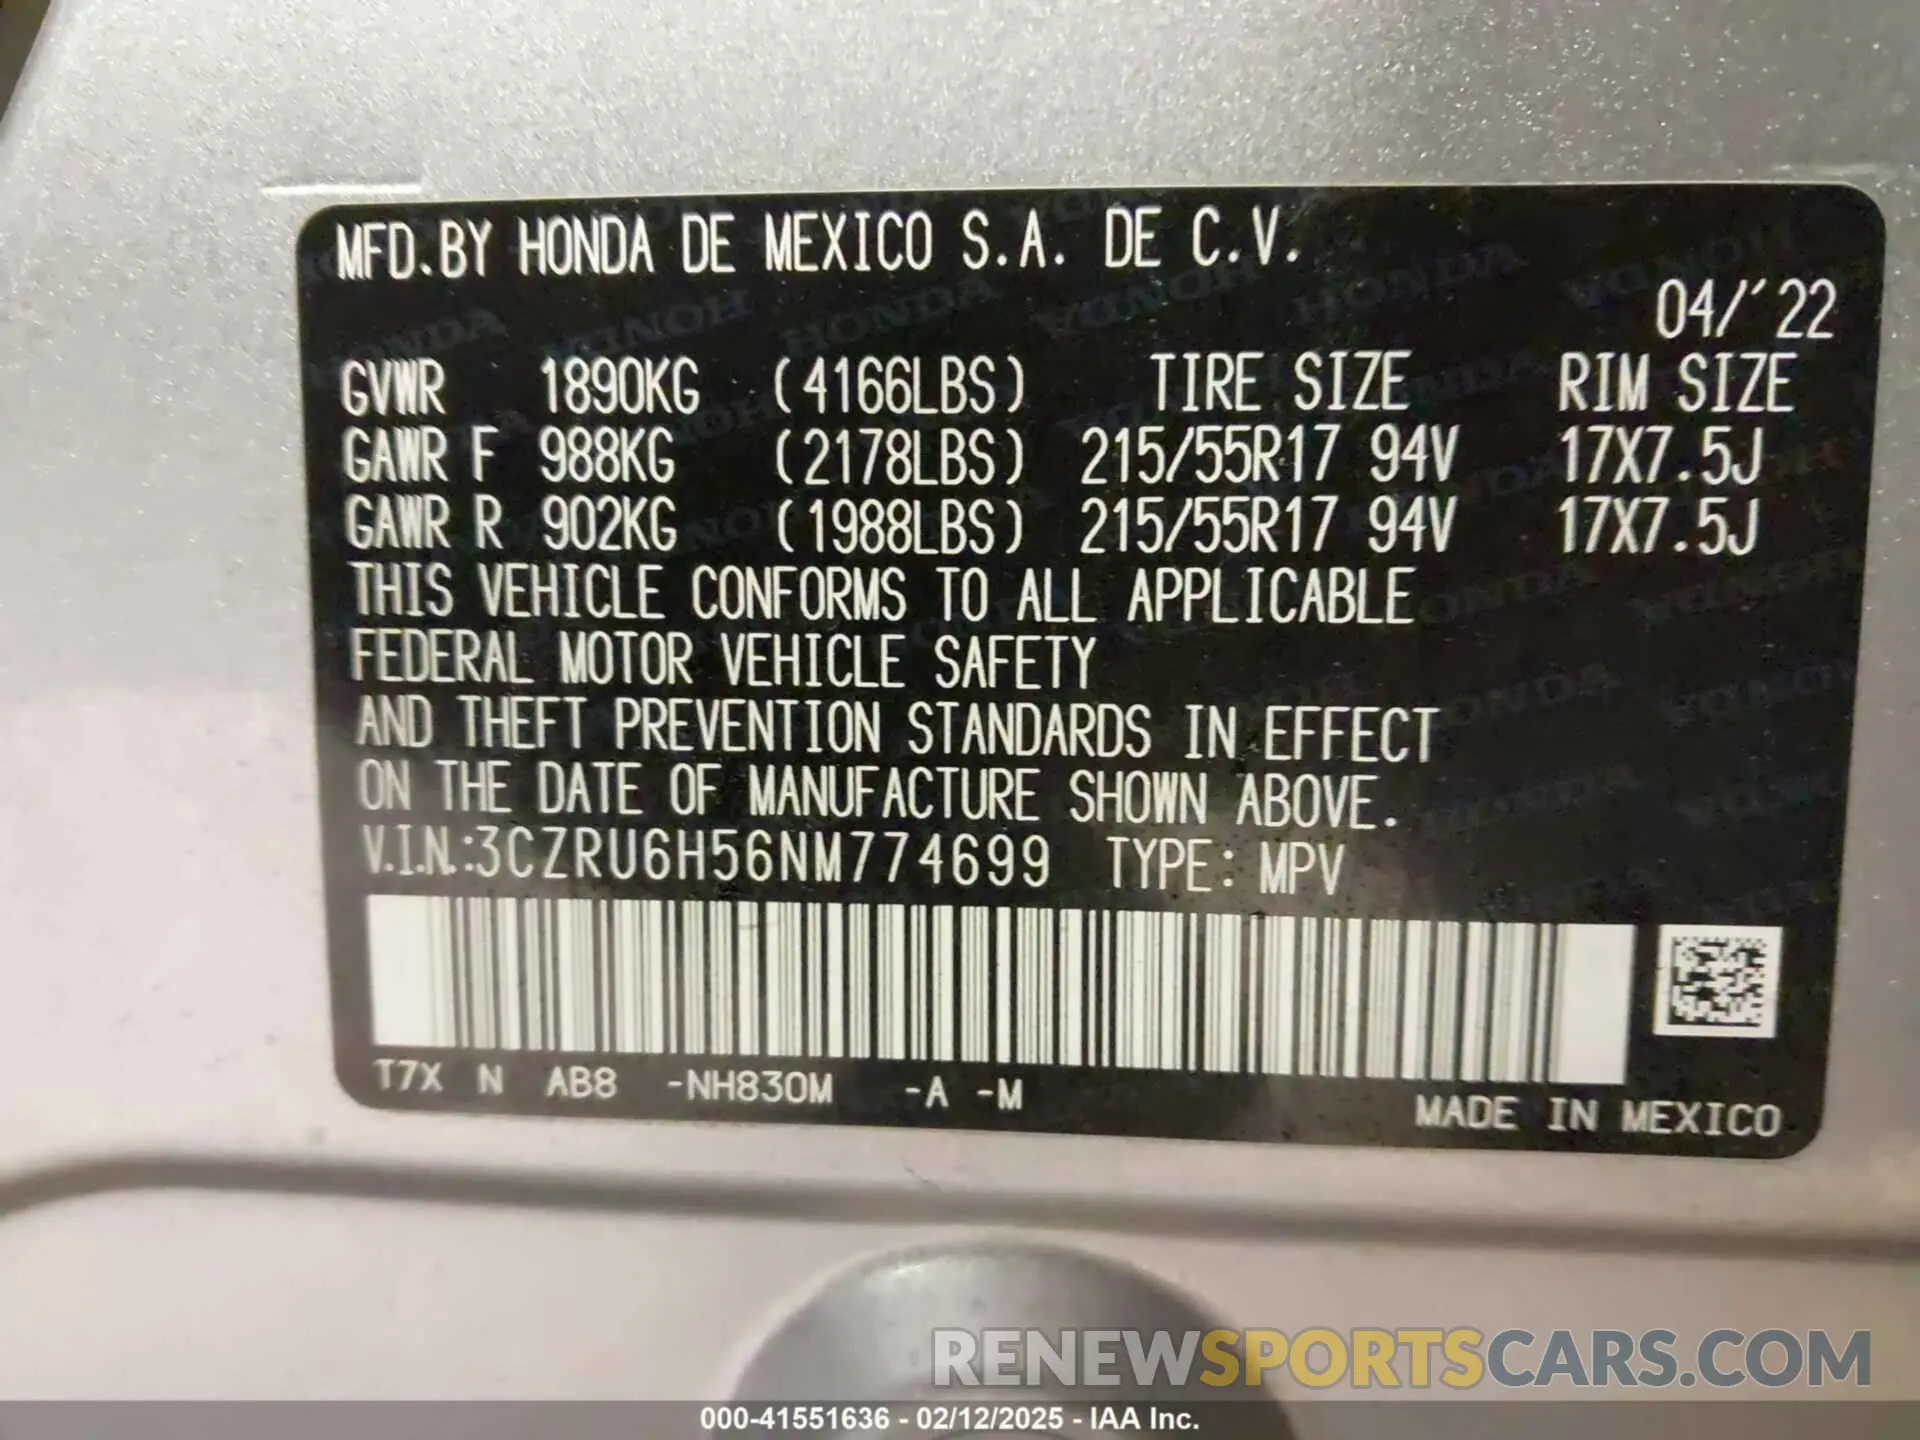 MFD.BY HONDA DE MEXICO S.A. DE C.V.
04/´22
GVWR 1890KG (4166LBS) TIRE SIZE RIM SIZE
GAWR F 988KG (2178LBS) 215/55R17 94V 17X7.5J
GAWR R 902KG (1988LBS) 215/55R17 94V 17X7.5J
THIS VEHICLE CONFORMS TO ALL APPLICABLE
FEDERAL MOTOR VEHICLE SAFETY
AND THEFT PREVENTION STANDARDS IN EFFECT
ON THE DATE OF MANUFACTURE SHOWN ABOVE.
V.I.N.:3CZRU6H56NM774699 TYPE: MPV
T7X N AB8 -NH830M -A -M
MADE IN MEXICO
RENEWSPORTSCARS.COM
000-41551636 - 02/12/2025 - IAA Inc.